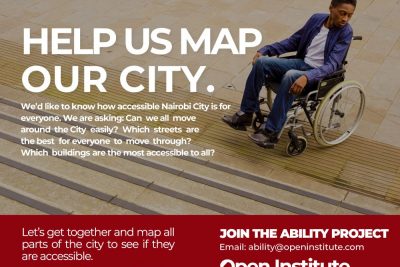 HELP US MAP
OUR CITY.
We'd like to know how accessible Nairobi City is for
everyone. We are asking: Can we all move
around the City easily? Which streets are
the best for everyone to move through?
Which buildings are the most accessible to all?
Let's get together and map all
parts of the city to see if they
are accessible.
JOIN THE ABILITY PROJECT
Email: ability@openinstitute.com
Open Institute